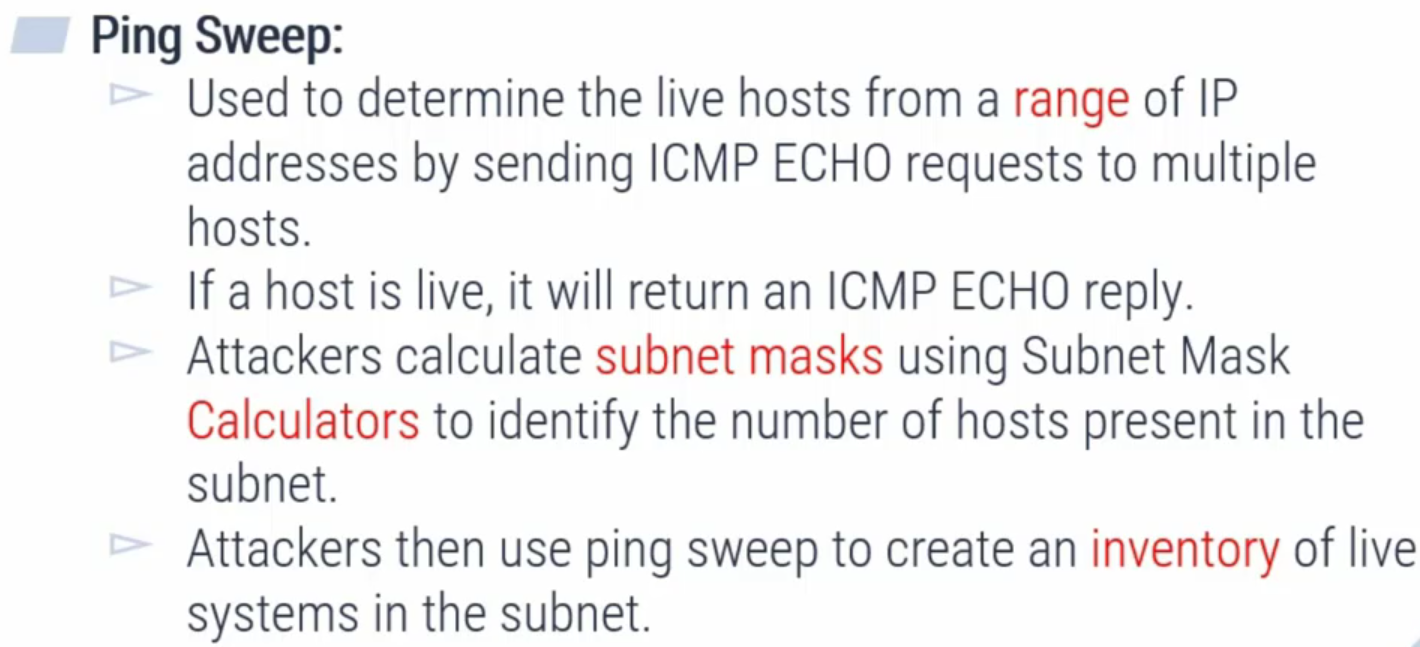 Ping Sweep:
Used to determine the live hosts from a range of IP
addresses by sending ICMP ECHO requests to multiple
hosts.
If a host is live, it will return an ICMP ECHO reply.
Attackers calculate subnet masks using Subnet Mask
Calculators to identify the number of hosts present in the
subnet.
Attackers then use ping sweep to create an inventory of live
systems in the subnet.